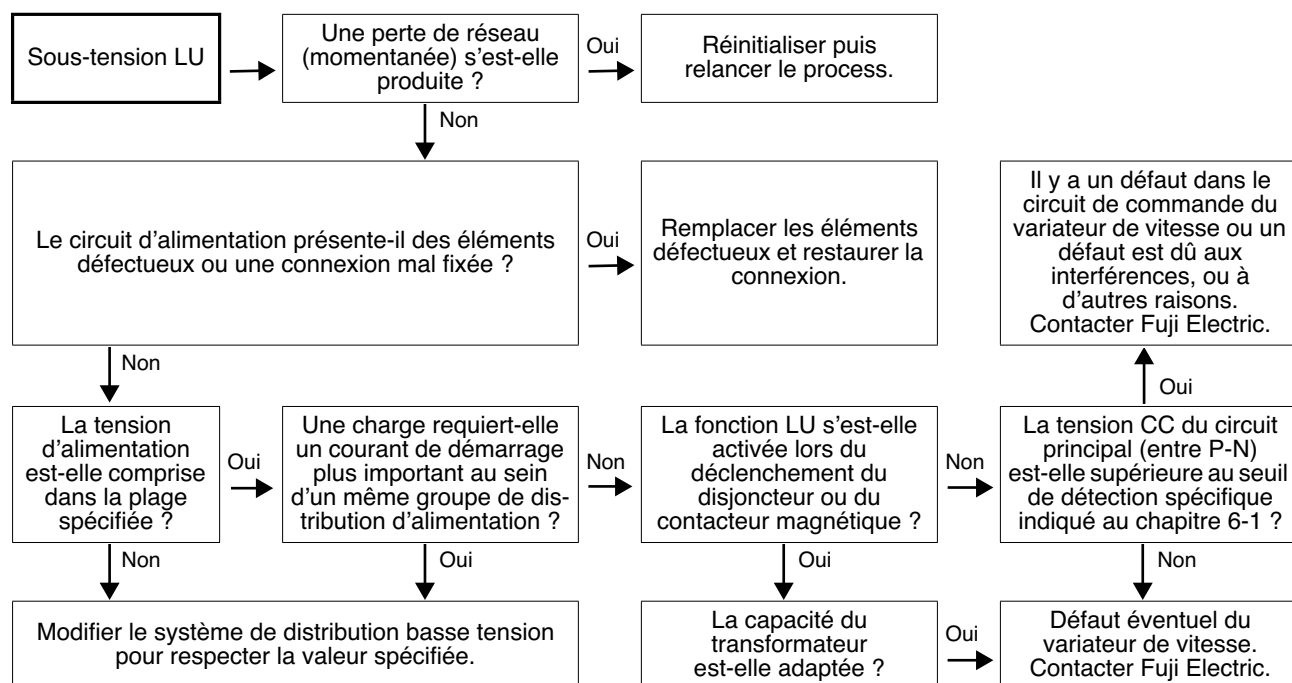 Sous-tension LU
Une perte de réseau
(momentanée) s'est-elle
produite ?
Oui
Réinitialiser puis
relancer le process.
Non
Le circuit d'alimentation présente-il des éléments
défectueux ou une connexion mal fixée ?
Oui
Remplacer les éléments
défectueux et restaurer la
connexion.
Il y a un défaut dans le
circuit de commande du
variateur de vitesse ou un
défaut est dû aux
interférences, ou à
d'autres raisons.
Contacter Fuji Electric.
Non
Oui
La tension
d'alimentation
est-elle comprise
dans la plage
spécifiée ?
Oui
Une charge requiert-elle
un courant de démarrage
plus important au sein
d'un même groupe de dis-
tribution d'alimentation ?
Non
La fonction LU s'est-elle
activée lors du
déclenchement du
disjoncteur ou du
contacteur magnétique ?
Non
La tension CC du circuit
principal (entre P-N)
est-elle supérieure au seuil
de détection spécifique
indiqué au chapitre 6-1 ?
Non
Oui
Oui
Non
Modifier le système de distribution basse tension
pour respecter la valeur spécifiée.
La capacité du
transformateur
est-elle adaptée ?
Oui
Défaut éventuel du
variateur de vitesse.
Contacter Fuji Electric.